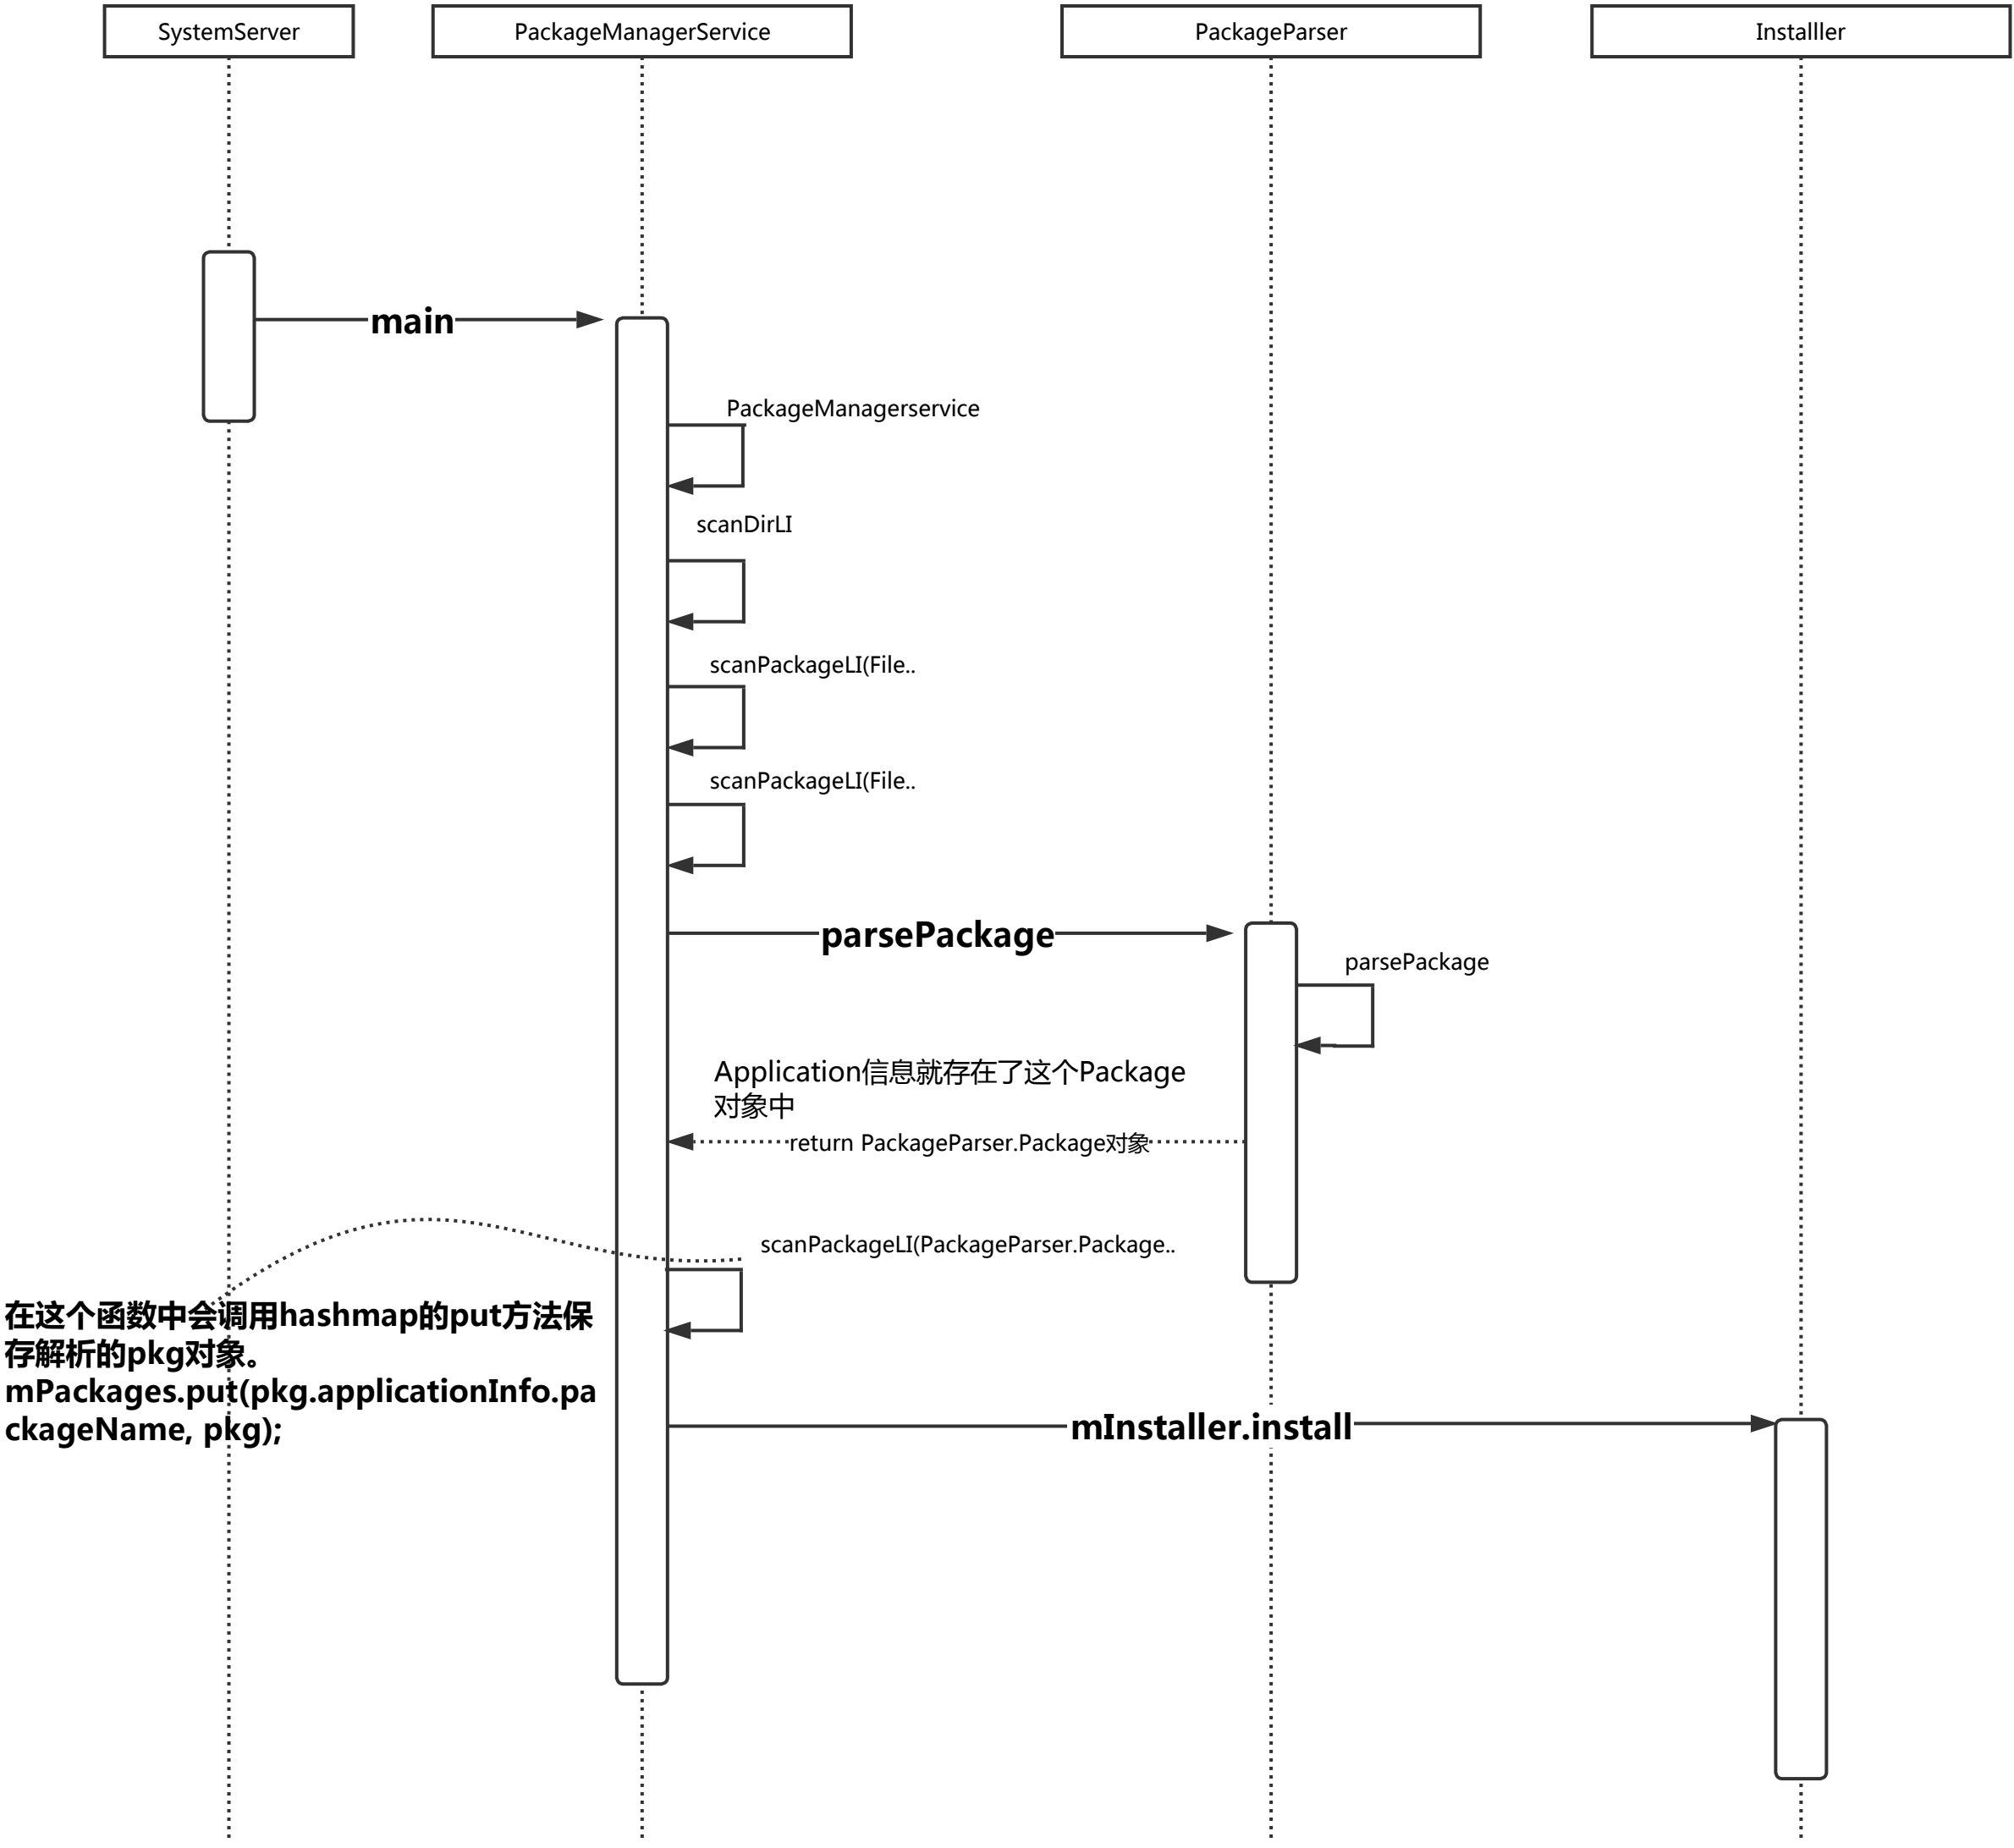 SystemServer
PackageManagerService
PackageParser
Installler
main
PackageManagerservice
scanDirLI
scanPackageLI(File..
scanPackageLI(File..
parsePackage
parsePackage
Application信息就存在了这个Package
对象中
return PackageParser.Package对象
scanPackageLI(PackageParser.Package..
在这个函数中会调用hashmap的put方法保
存解析的pkg对象。
mPackages.put(pkg.applicationInfo.pa
ckageName, pkg);
mInstaller.install